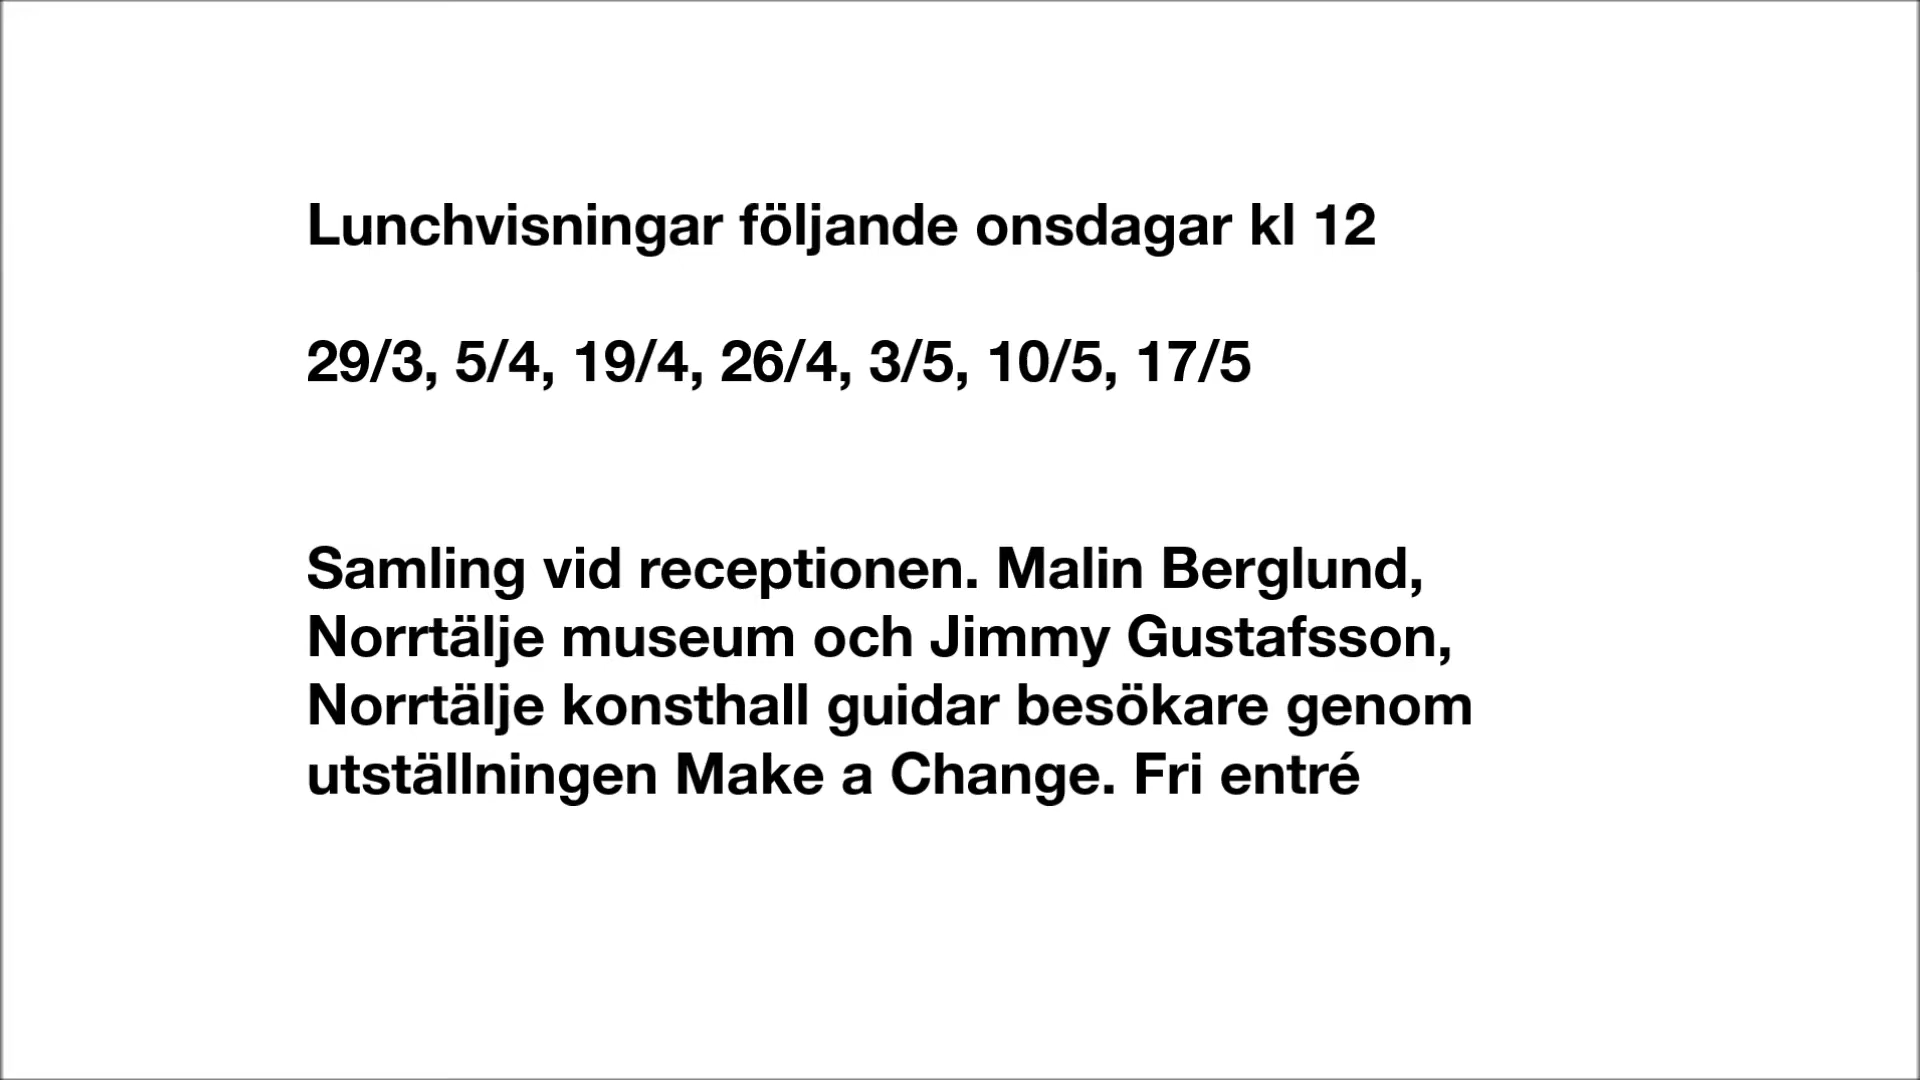 Lunchvisningar följande onsdagar kl 12
29/3, 5/4, 19/4, 26/4, 3/5, 10/5, 17/5
Samling vid receptionen. Malin Berglund,
Norrtälje museum och Jimmy Gustafsson,
Norrtälje konsthall guidar besökare genom
utställningen Make a Change. Fri entré